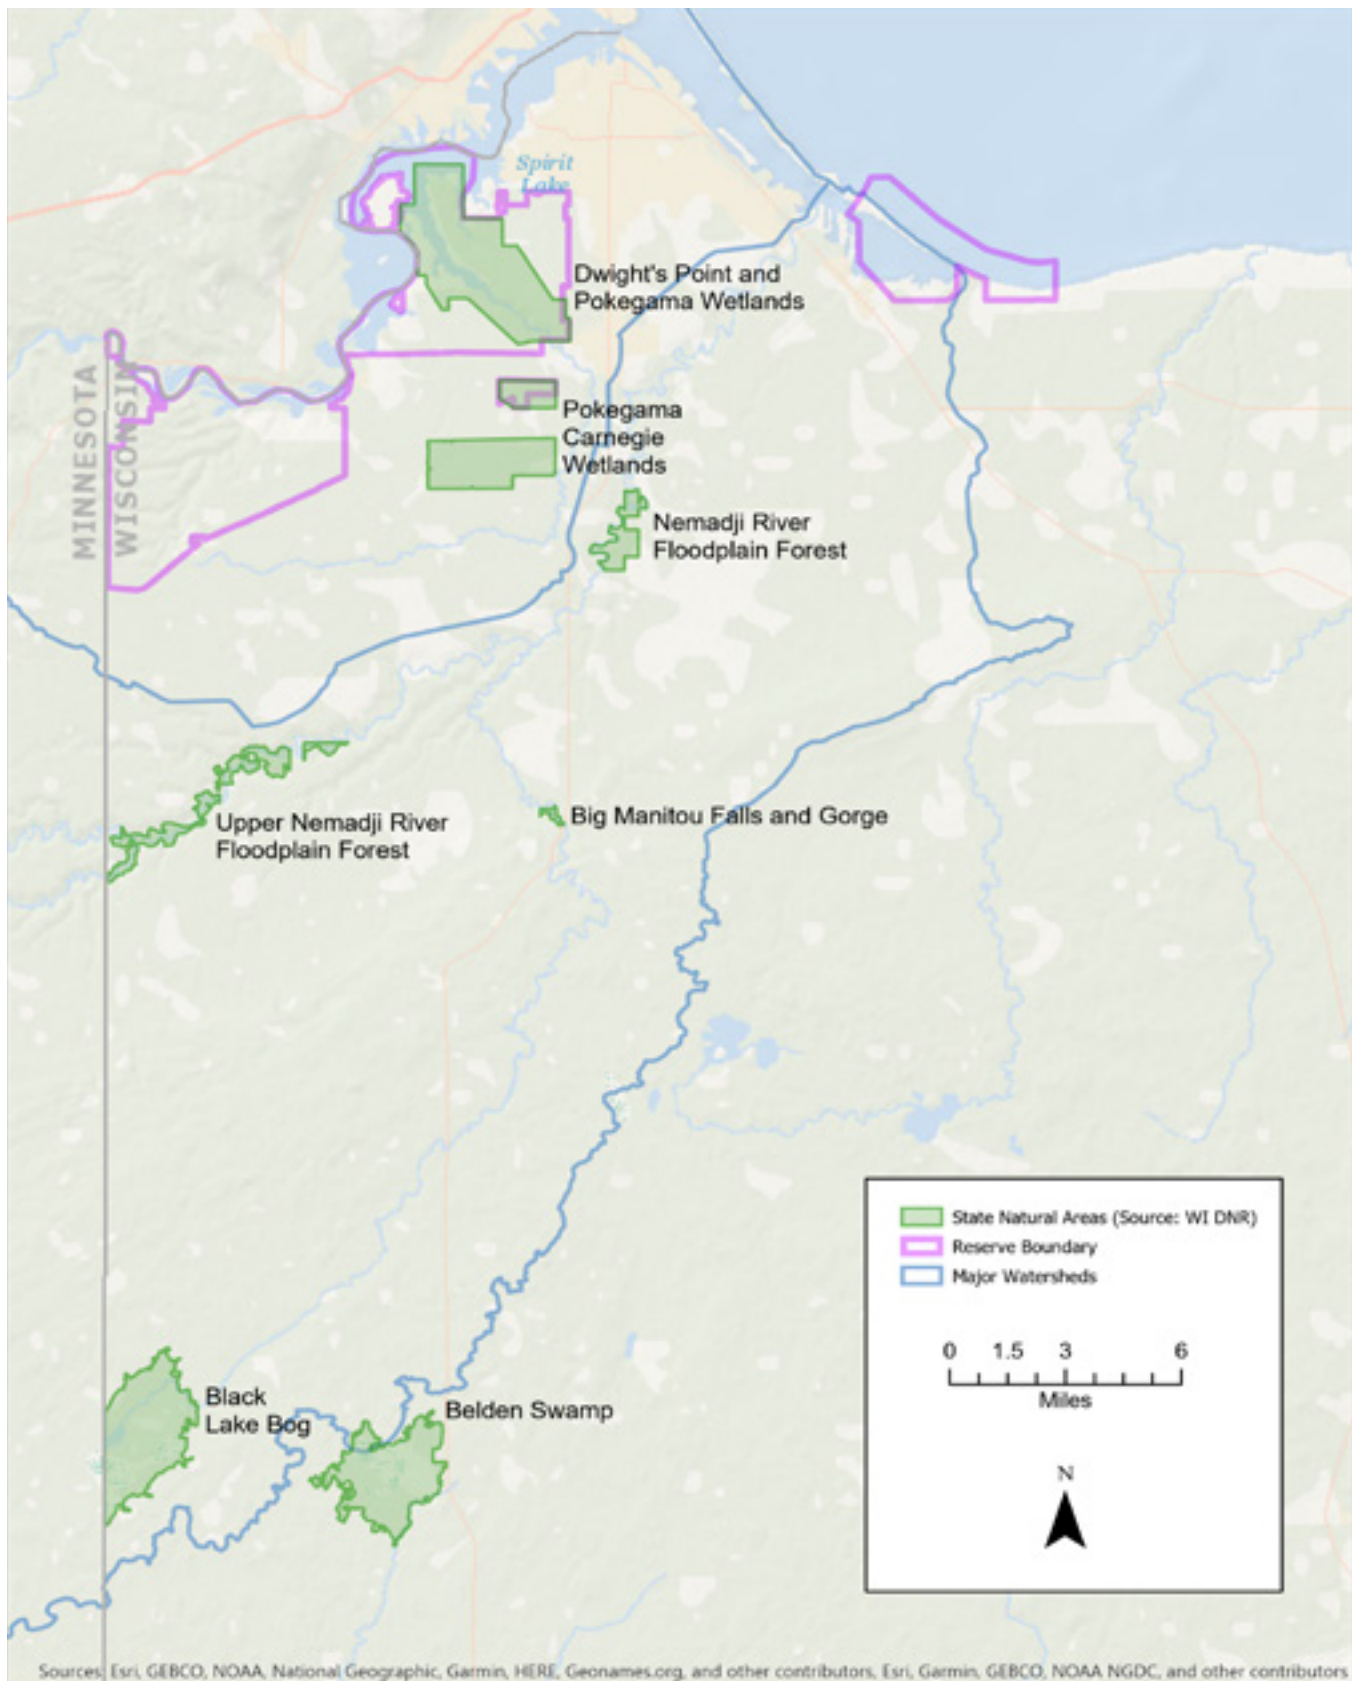 Spirit
Lake
Dwight's Point and
Pokegama Wetlands
MINNESOTA
WISCONSIN
Pokegama
Carnegie
Wetlands
Nemadji River
Floodplain Forest
Upper Nemadji River
Floodplain Forest
Big Manitou Falls and Gorge
State Natural Areas (Source: WI DNR)
Reserve Boundary
Major Watersheds
0 1.5 3 6
Miles
N
Black
Lake Bog
Belden Swamp
Sources: Esri, GEBCO, NOAA, National Geographic, Garmin, HERE, Geonames.org, and other contributors, Esri, Garmin, GEBCO, NOAA NGDC, and other contributors